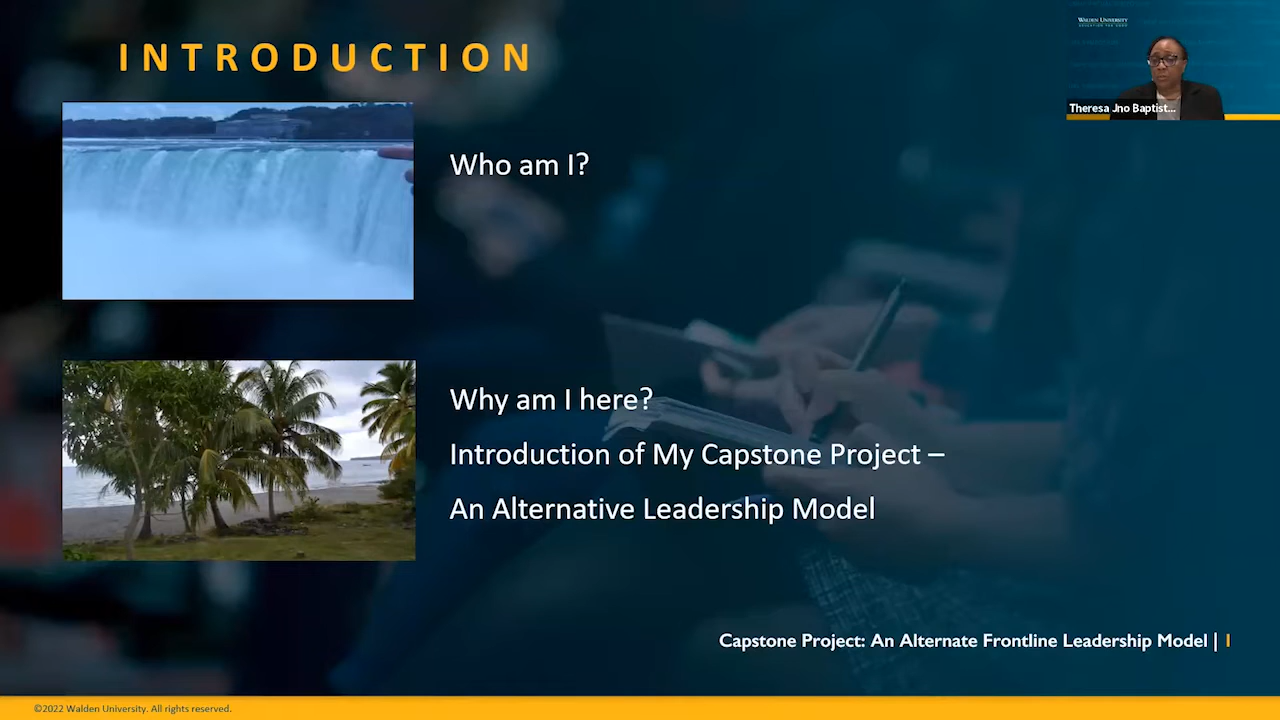 INTRODUCTION
WALDEN UNIVERSITY
Theresa Jno Baptist...
Who am I?
Why am I here?
Introduction of My Capstone Project –
An Alternative Leadership Model
Capstone Project: An Alternate Frontline Leadership Model | 1
©2022 Walden University. All rights reserved.